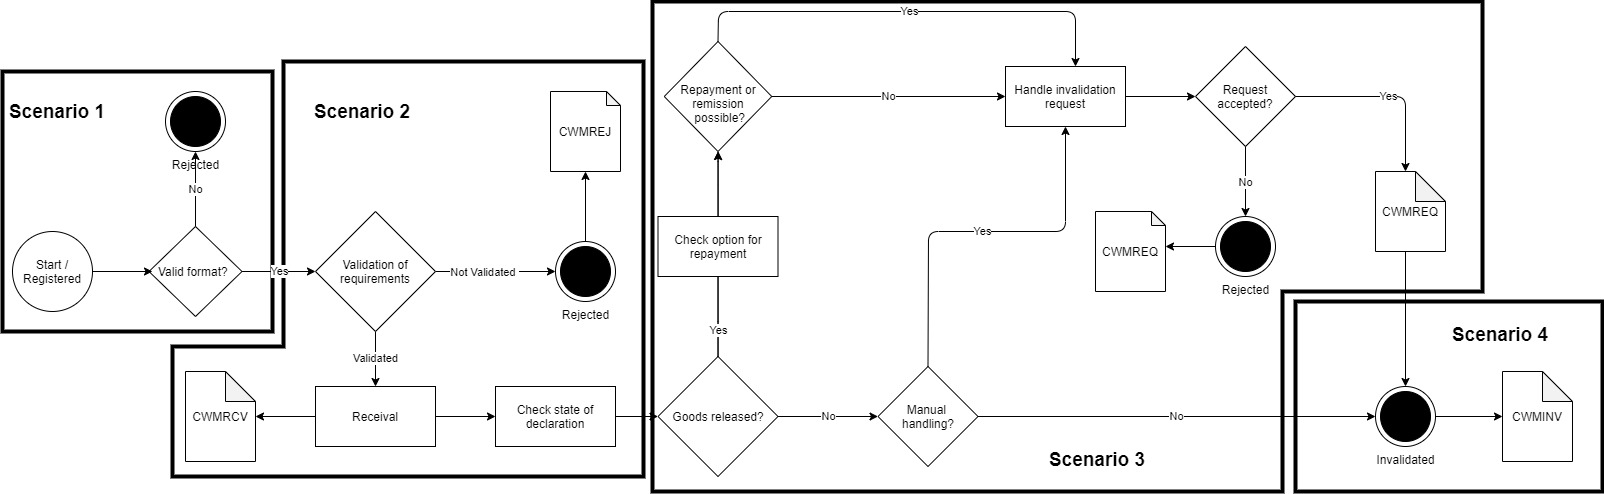 Scenario 1
Rejected
No
Start /
Registered
Valid format?
Yes
Scenario 2
CWMREJ
Validation of
requirements
Not Validated
Rejected
Validated
CWMRCV
Receival
Check state of
declaration
Yes
Repayment or
remission
possible?
No
Handle invalidation
request
Request
accepted?
Yes
No
CWMREQ
CWMREQ
Rejected
Check option for
repayment
Yes
Yes
Goods released?
No
Manual
handling?
No
Scenario 3
Scenario 4
Invalidated
CWMINV